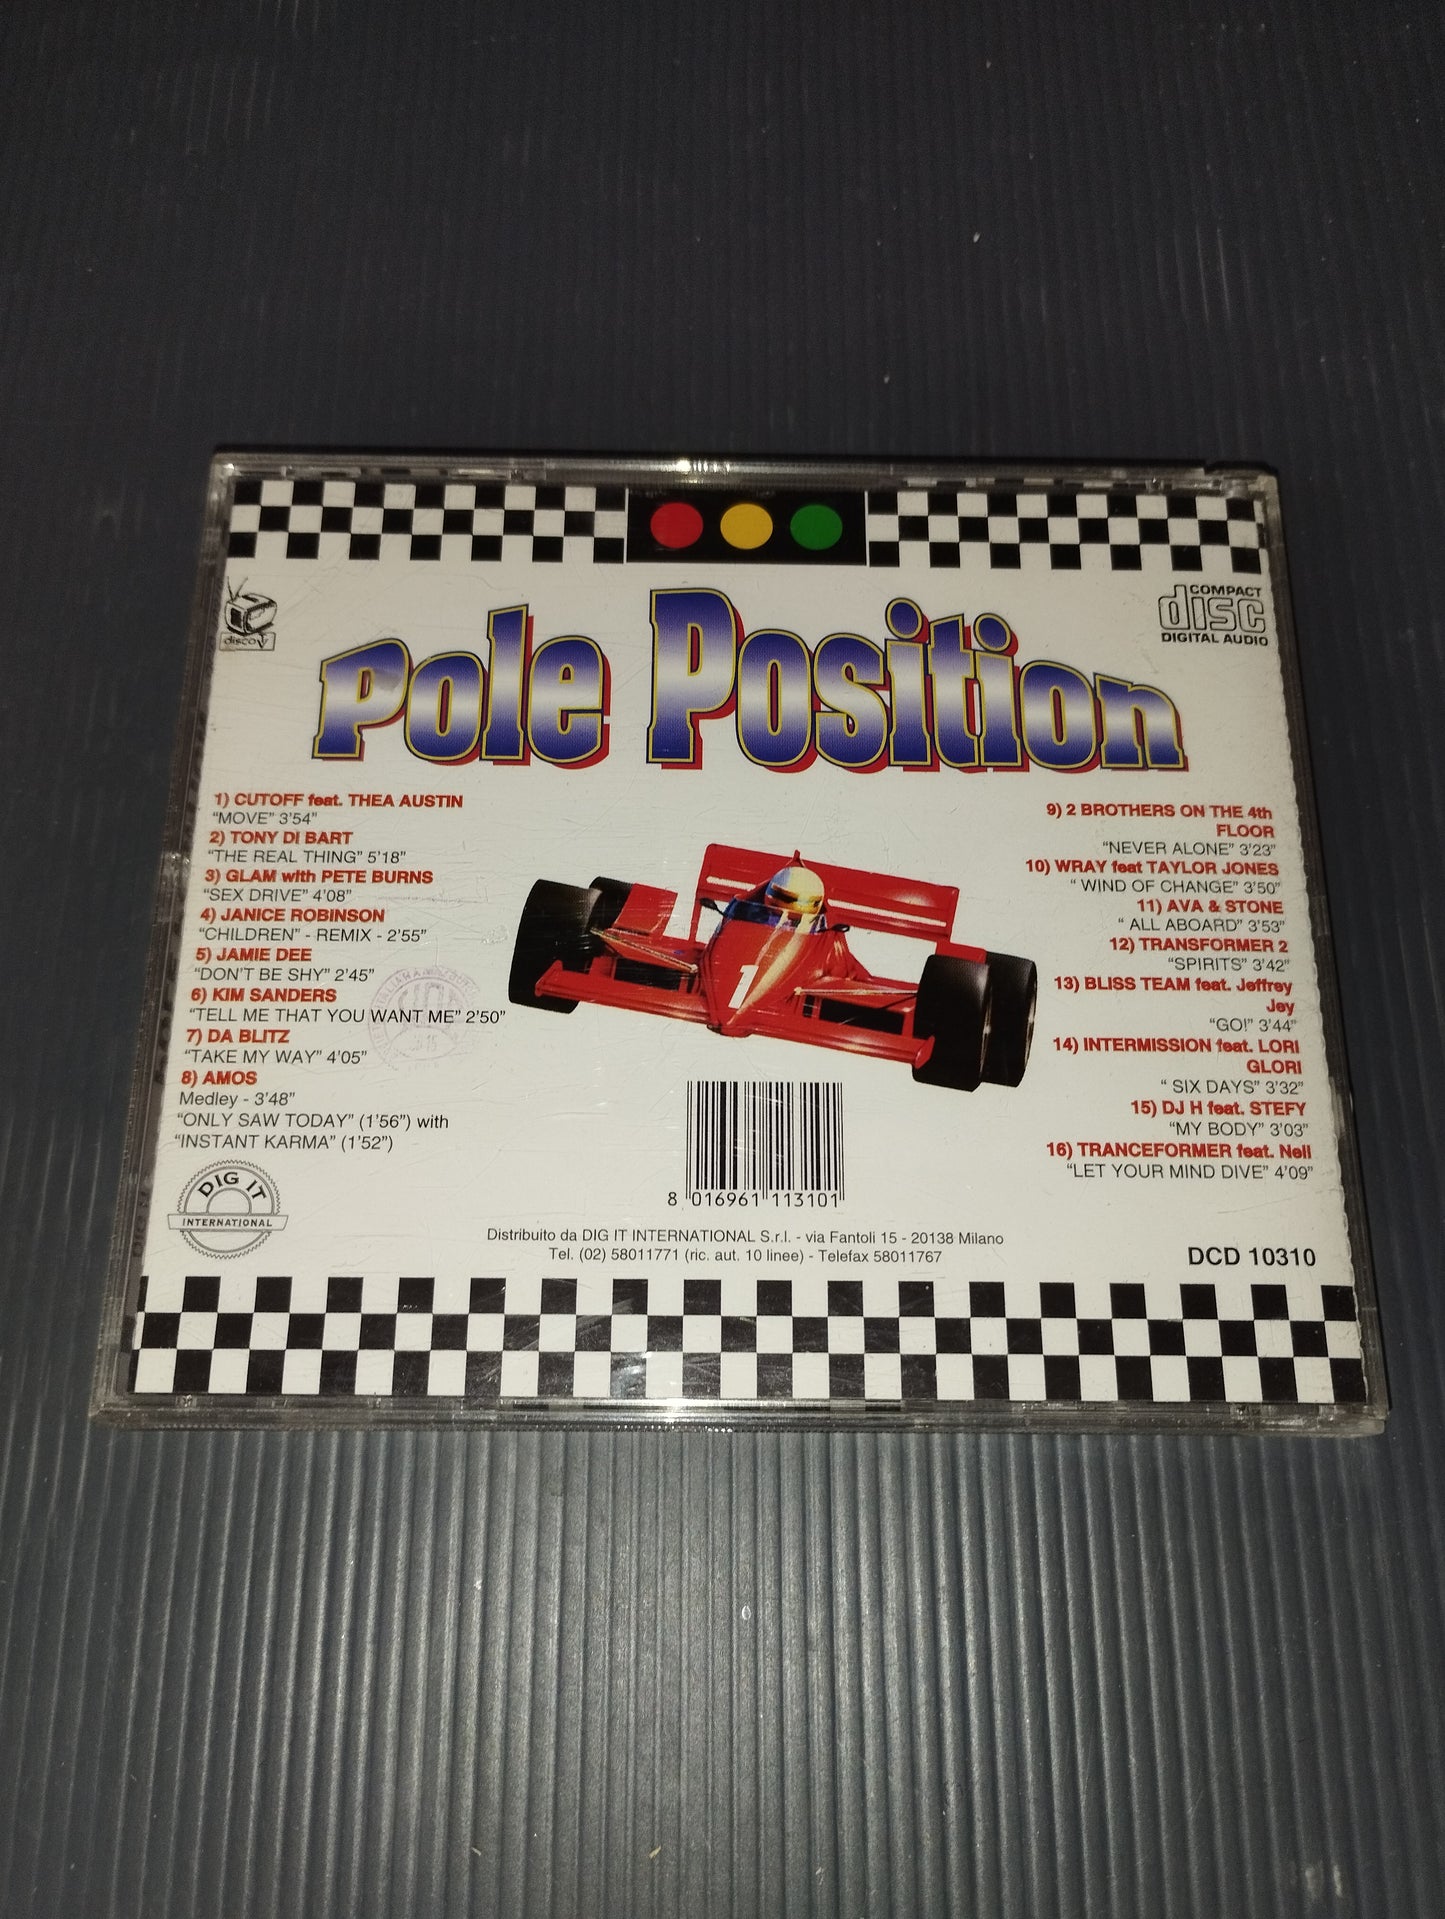 discotv
COMPACT
disc
DIGITAL AUDIO
Pole Position
1) CUTOFF feat. THEA AUSTIN
"MOVE" 3'54"
2) TONY DI BART
"THE REAL THING" 5'18"
3) GLAM with PETE BURNS
"SEX DRIVE" 4'08"
4) JANICE ROBINSON
"CHILDREN" - REMIX - 2'55"
5) JAMIE DEE
"DON'T BE SHY" 2'45"
6) KIM SANDERS
"TELL ME THAT YOU WANT ME" 2'50"
7) DA BLITZ
"TAKE MY WAY" 4'05"
8) AMOS
Medley - 3'48"
"ONLY SAW TODAY" (1'56") with
"INSTANT KARMA" (1'52")
9) 2 BROTHERS ON THE 4th
FLOOR
"NEVER ALONE" 3'23"
10) WRAY feat TAYLOR JONES
" WIND OF CHANGE" 3'50"
11) AVA & STONE
" ALL ABOARD" 3'53"
12) TRANSFORMER 2
"SPIRITS" 3'42"
13) BLISS TEAM feat. Jeffrey
Jey
"GO!" 3'44"
14) INTERMISSION feat. LORI
GLORI
" SIX DAYS" 3'32"
15) DJ H feat. STEFY
"MY BODY" 3'03"
16) TRANCEFORMER feat. Nell
"LET YOUR MIND DIVE" 4'09"
1
8 016961 113101
DIG IT
INTERNATIONAL
Distribuito da DIG IT INTERNATIONAL S.r.l. - via Fantoli 15 - 20138 Milano
Tel. (02) 58011771 (ric. aut. 10 linee) - Telefax 58011767
DCD 10310